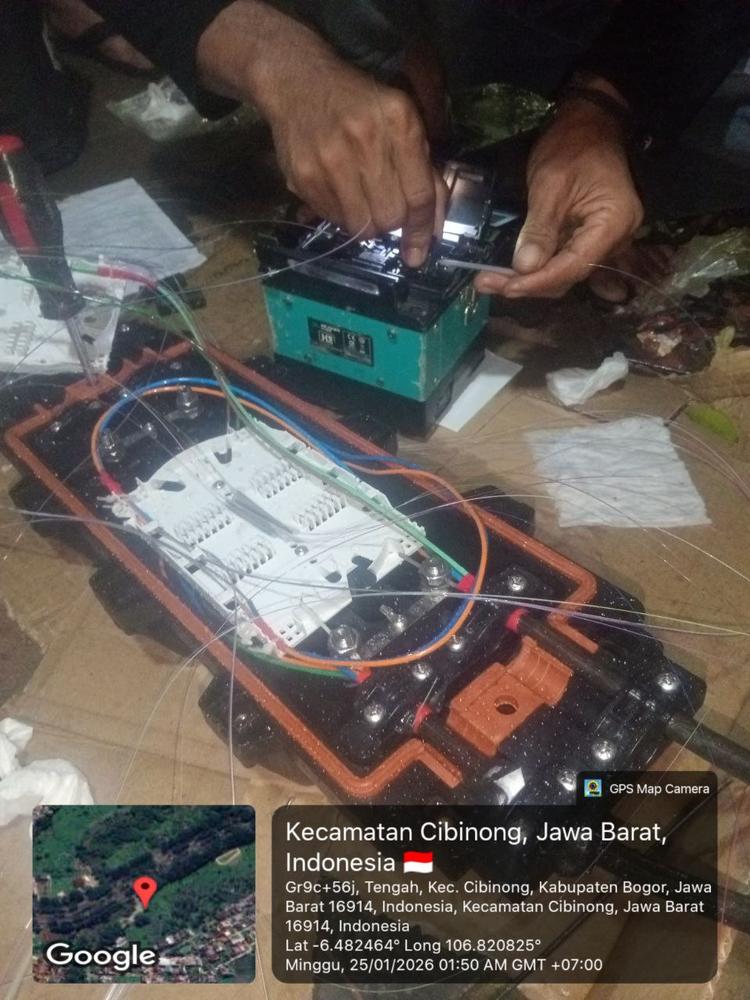 GPS Map Camera
Kecamatan Cibinong, Jawa Barat,
Indonesia 🇮🇩
Gr9c+56j, Tengah, Kec. Cibinong, Kabupaten Bogor, Jawa
Barat 16914, Indonesia, Kecamatan Cibinong, Jawa Barat
16914, Indonesia
Lat -6.482464° Long 106.820825°
Minggu, 25/01/2026 01:50 AM GMT +07:00
Google